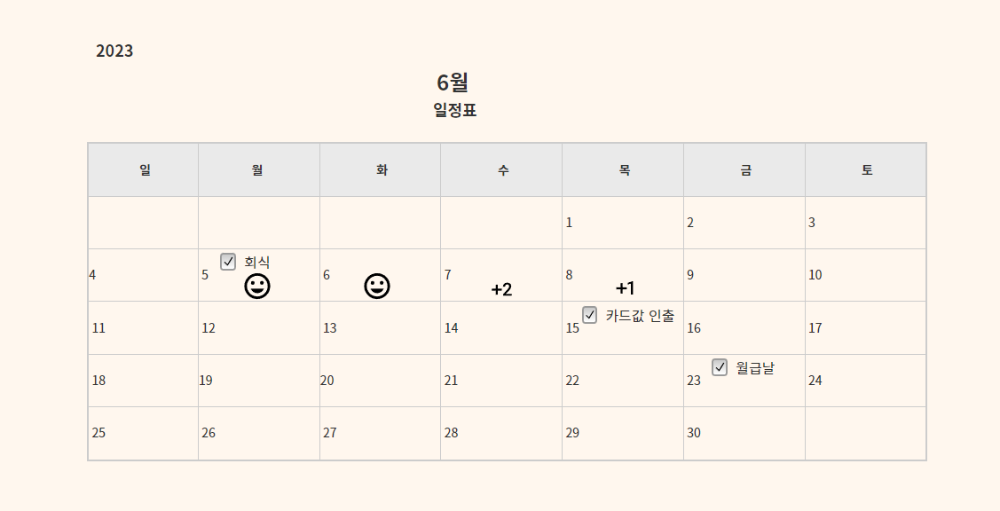 2023
6월
일정표
일 월 화 수 목 금 토
1 2 3
회식
4 5 6 7 8 9 10
+2 +1
카드값 인출
11 12 13 14 15 16 17
월급날
18 19 20 21 22 23 24
25 26 27 28 29 30